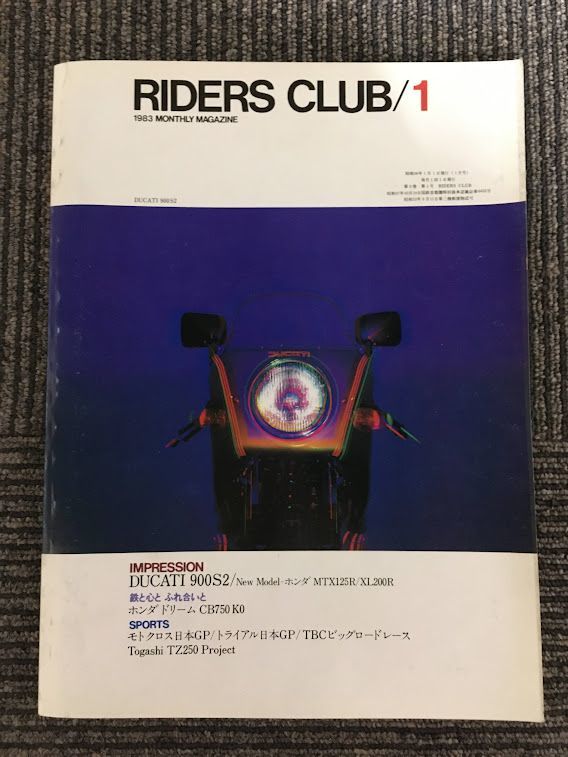 RIDERS CLUB/1
1983 MONTHLY MAGAZINE
DUCATI 900S2
RIDERS CLUB
DUCATI
IMPRESSION
DUCATI 900S2/New Model-ホンダ MTX125R/XL200R
鉄と心と ふれ合いと
ホンダ ドリーム CB750 K0
SPORTS
モトクロス日本GP/トライアル日本GP/TBCビッグロードレース
Togashi TZ250 Project